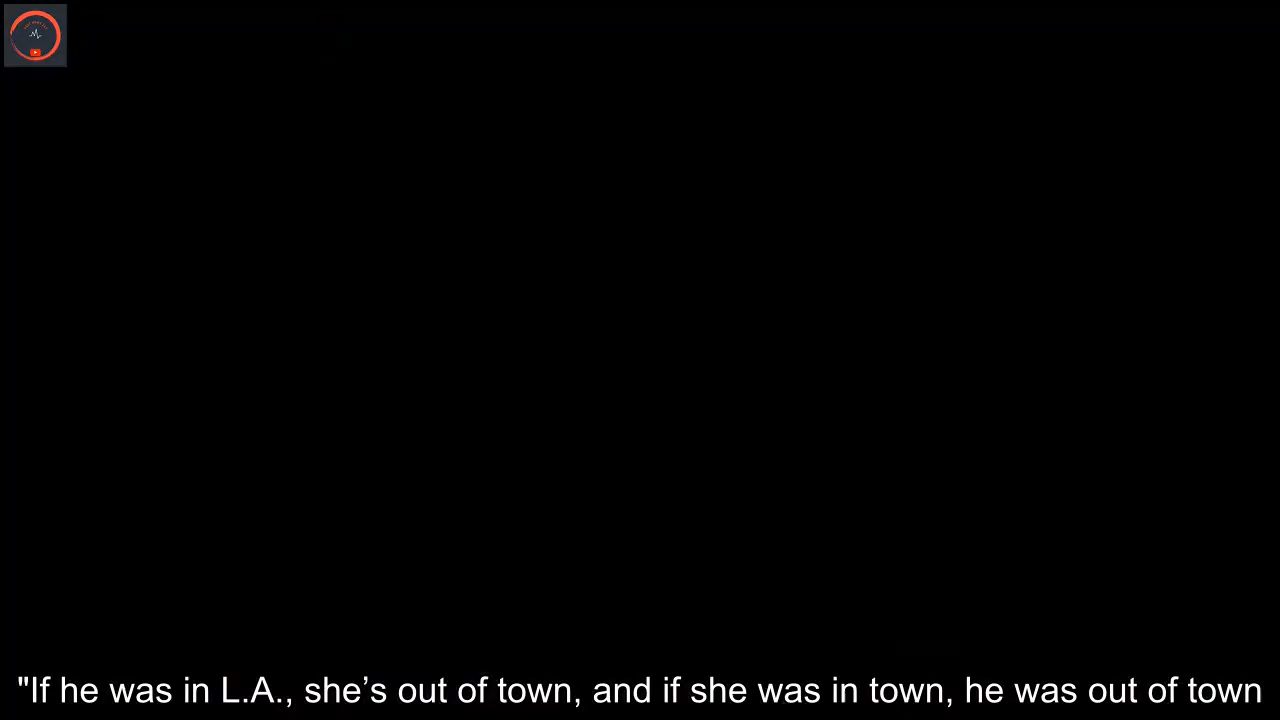 "If he was in L.A., she’s out of town, and if she was in town, he was out of town